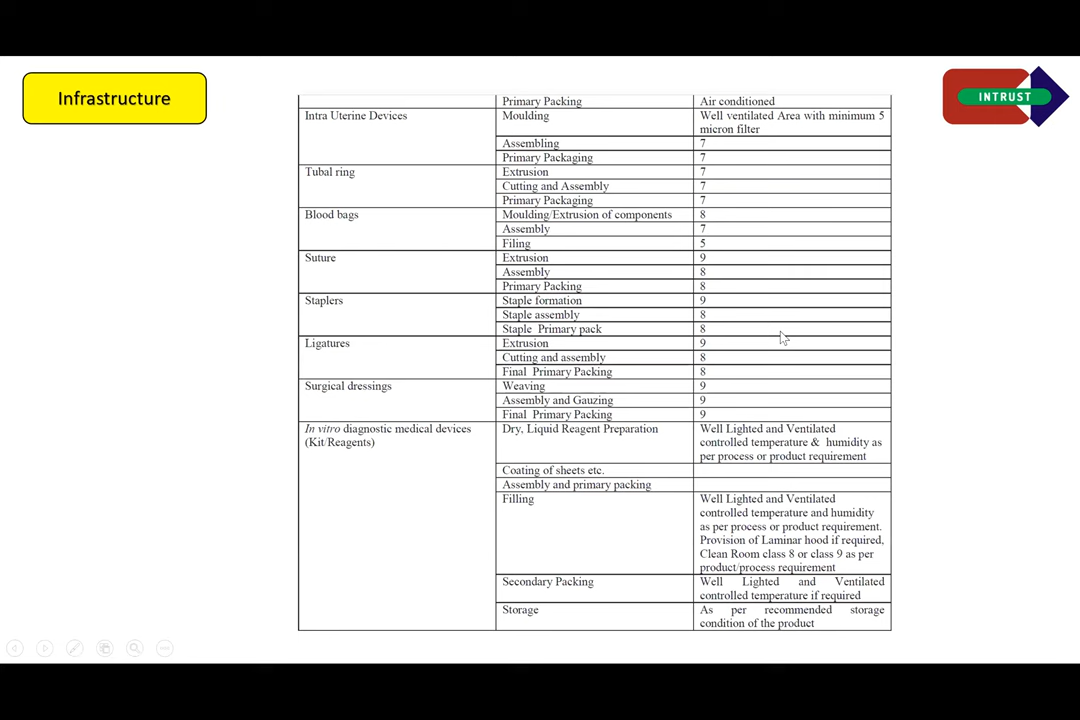 Infrastructure
INTRUST
Primary Packing Air conditioned
Intra Uterine Devices Moulding Well ventilated Area with minimum 5
micron filter
Assembling 7
Primary Packaging 7
Tubal ring Extrusion 7
Cutting and Assembly 7
Primary Packaging 7
Blood bags Moulding/Extrusion of components 8
Assembly 7
Filing 5
Suture Extrusion 9
Assembly 8
Primary Packing 8
Staplers Staple formation 9
Staple assembly 8
Staple Primary pack 8
Ligatures Extrusion 9
Cutting and assembly 8
Final Primary Packing 8
Surgical dressings Weaving 9
Assembly and Gauzing 9
Final Primary Packing 9
In vitro diagnostic medical devices Dry, Liquid Reagent Preparation Well Lighted and Ventilated
(Kit/Reagents) controlled temperature & humidity as
per process or product requirement
Coating of sheets etc.
Assembly and primary packing
Filling Well Lighted and Ventilated
controlled temperature and humidity
as per process or product requirement.
Provision of Laminar hood if required,
Clean Room class 8 or class 9 as per
product/process requirement
Secondary Packing Well Lighted and Ventilated
controlled temperature if required
Storage As per recommended storage
condition of the product